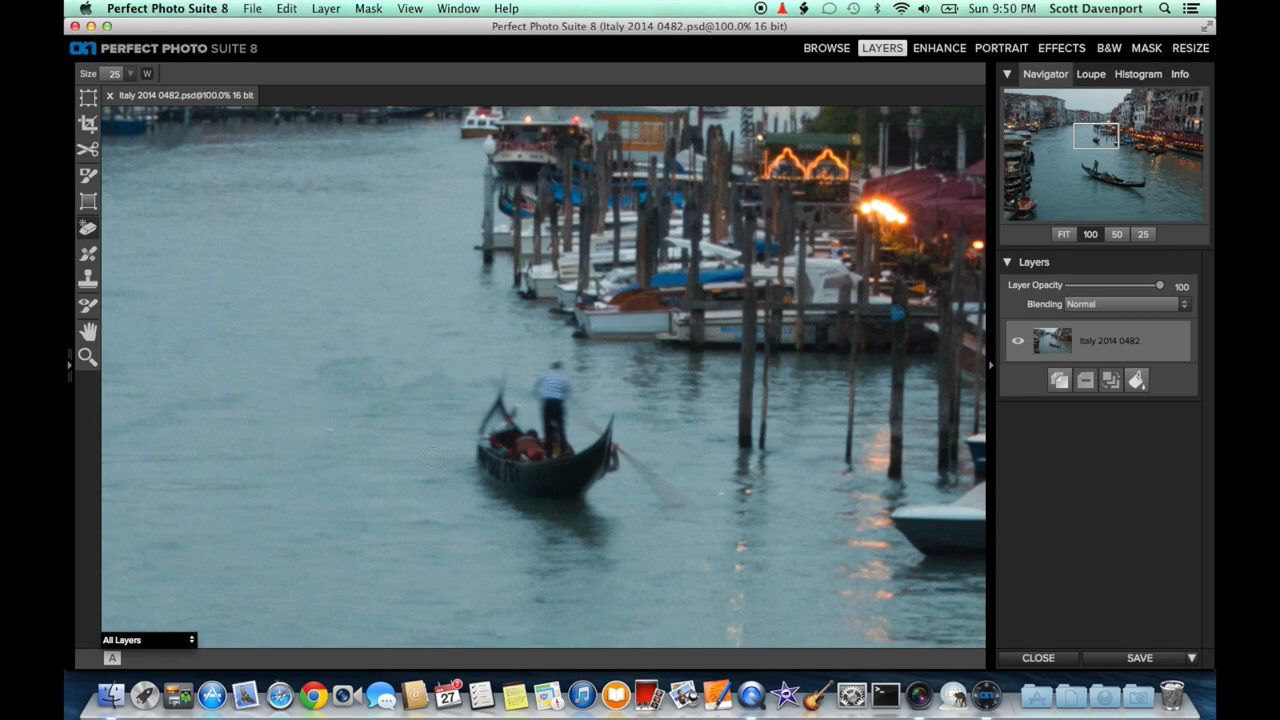 Perfect Photo Suite 8 File Edit Layer Mask View Window Help Sun 9:50 PM Scott Davenport
Perfect Photo Suite 8 (Italy 2014 0482.psd@100.0% 16 bit)
PERFECT PHOTO SUITE 8 BROWSE LAYERS ENHANCE PORTRAIT EFFECTS B&W MASK RESIZE
Size 25 W
Navigator Loupe Histogram Info
x Italy 2014 0482.psd@100.0% 16 bit
FIT 100 50 25
Layers
Layer Opacity 100
Blending Normal
Italy 2014 0482
All Layers
A
CLOSE SAVE
27
7